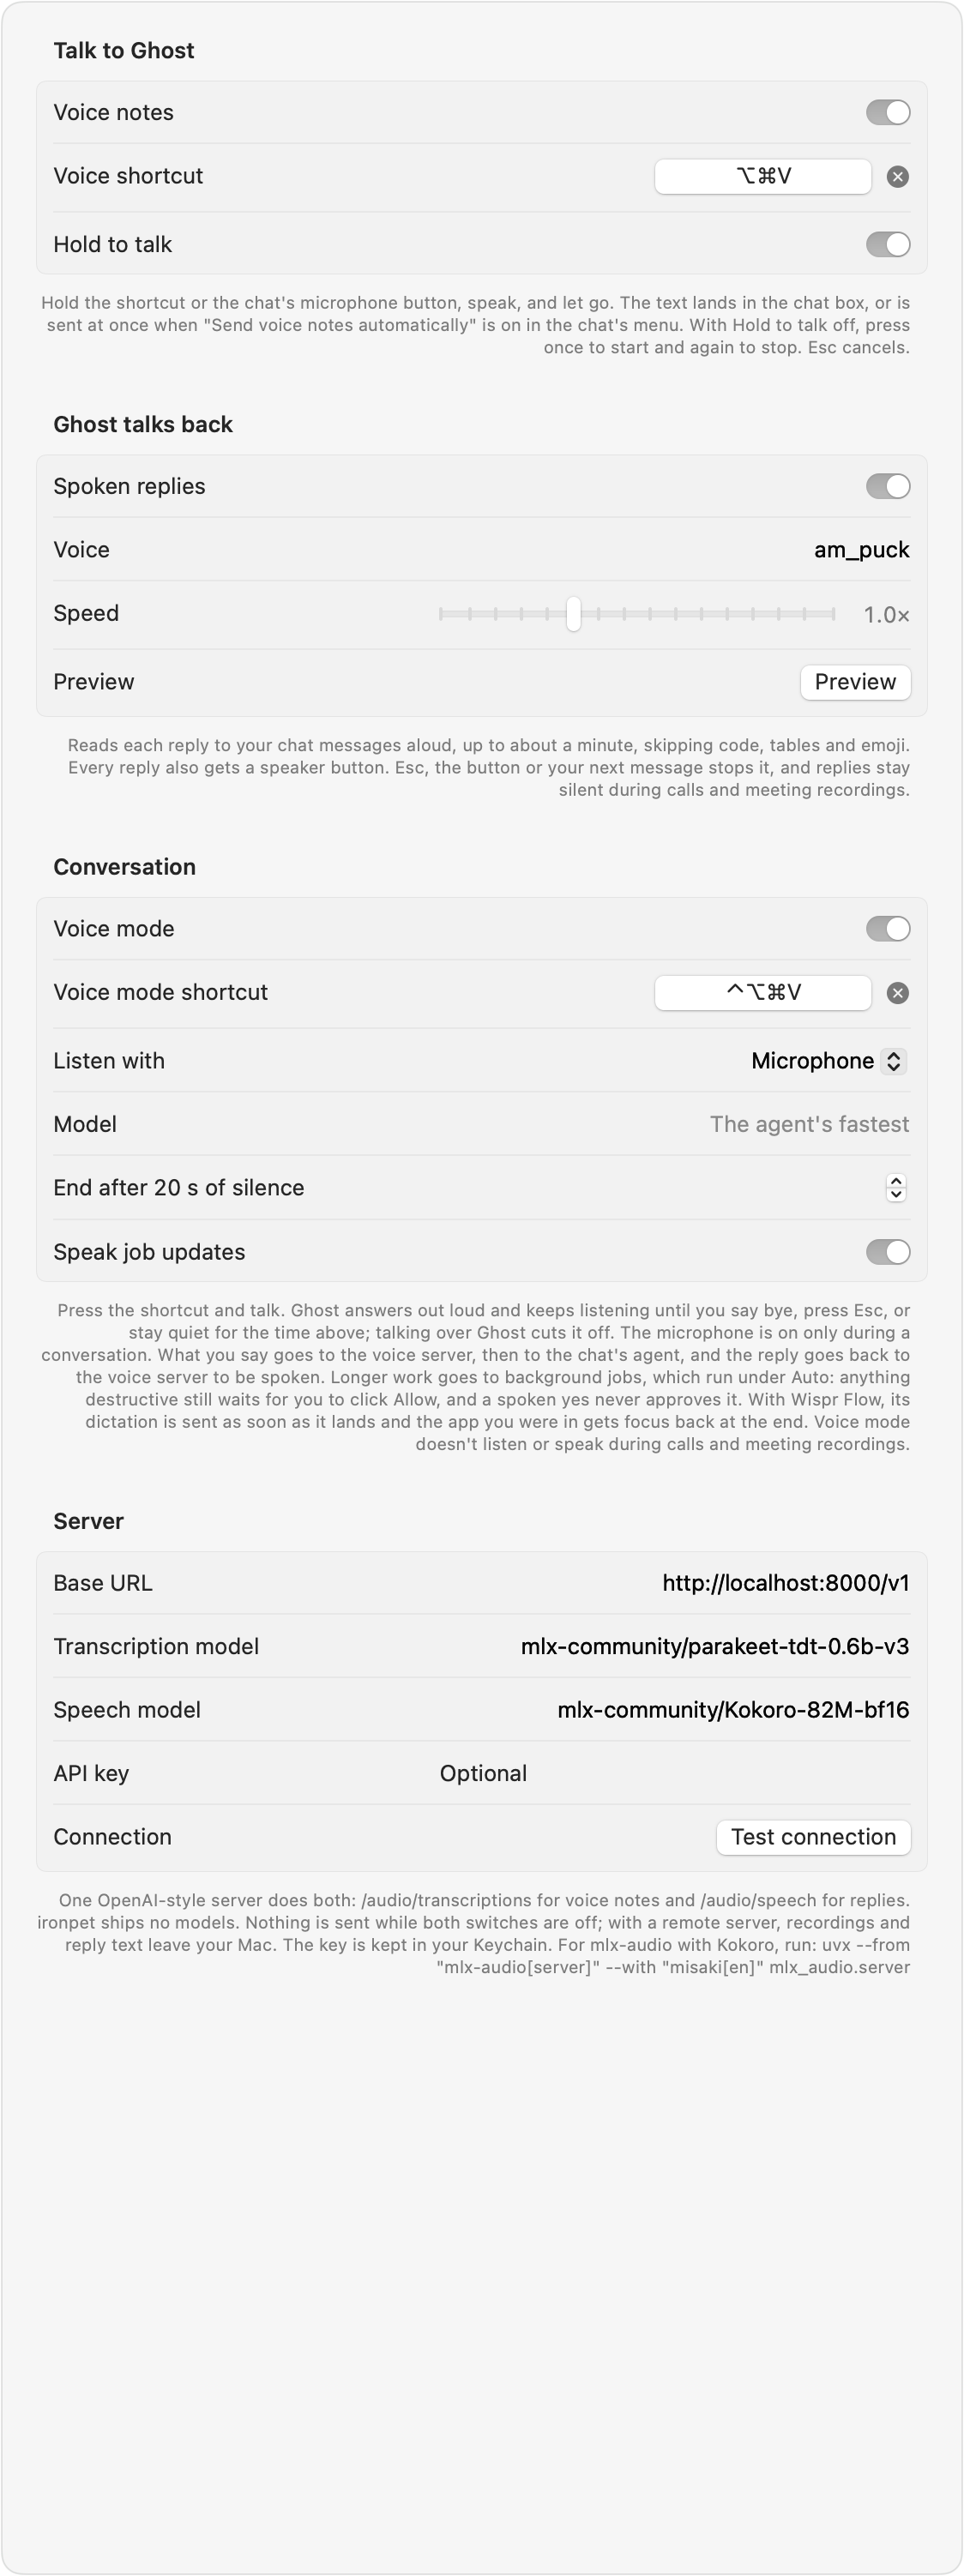 Talk to Ghost
Voice notes
Voice shortcut
⌥⌘V
Hold to talk
Hold the shortcut or the chat's microphone button, speak, and let go. The text lands in the chat box, or is
sent at once when "Send voice notes automatically" is on in the chat's menu. With Hold to talk off, press
once to start and again to stop. Esc cancels.
Ghost talks back
Spoken replies
Voice
am_puck
Speed
1.0×
Preview
Preview
Reads each reply to your chat messages aloud, up to about a minute, skipping code, tables and emoji.
Every reply also gets a speaker button. Esc, the button or your next message stops it, and replies stay
silent during calls and meeting recordings.
Conversation
Voice mode
Voice mode shortcut
⌃⌥⌘V
Listen with
Microphone
Model
The agent's fastest
End after 20 s of silence
Speak job updates
Press the shortcut and talk. Ghost answers out loud and keeps listening until you say bye, press Esc, or
stay quiet for the time above; talking over Ghost cuts it off. The microphone is on only during a
conversation. What you say goes to the voice server, then to the chat's agent, and the reply goes back to
the voice server to be spoken. Longer work goes to background jobs, which run under Auto: anything
destructive still waits for you to click Allow, and a spoken yes never approves it. With Wispr Flow, its
dictation is sent as soon as it lands and the app you were in gets focus back at the end. Voice mode
doesn't listen or speak during calls and meeting recordings.
Server
Base URL
http://localhost:8000/v1
Transcription model
mlx-community/parakeet-tdt-0.6b-v3
Speech model
mlx-community/Kokoro-82M-bf16
API key
Optional
Connection
Test connection
One OpenAI-style server does both: /audio/transcriptions for voice notes and /audio/speech for replies.
ironpet ships no models. Nothing is sent while both switches are off; with a remote server, recordings and
reply text leave your Mac. The key is kept in your Keychain. For mlx-audio with Kokoro, run: uvx --from
"mlx-audio[server]" --with "misaki[en]" mlx_audio.server